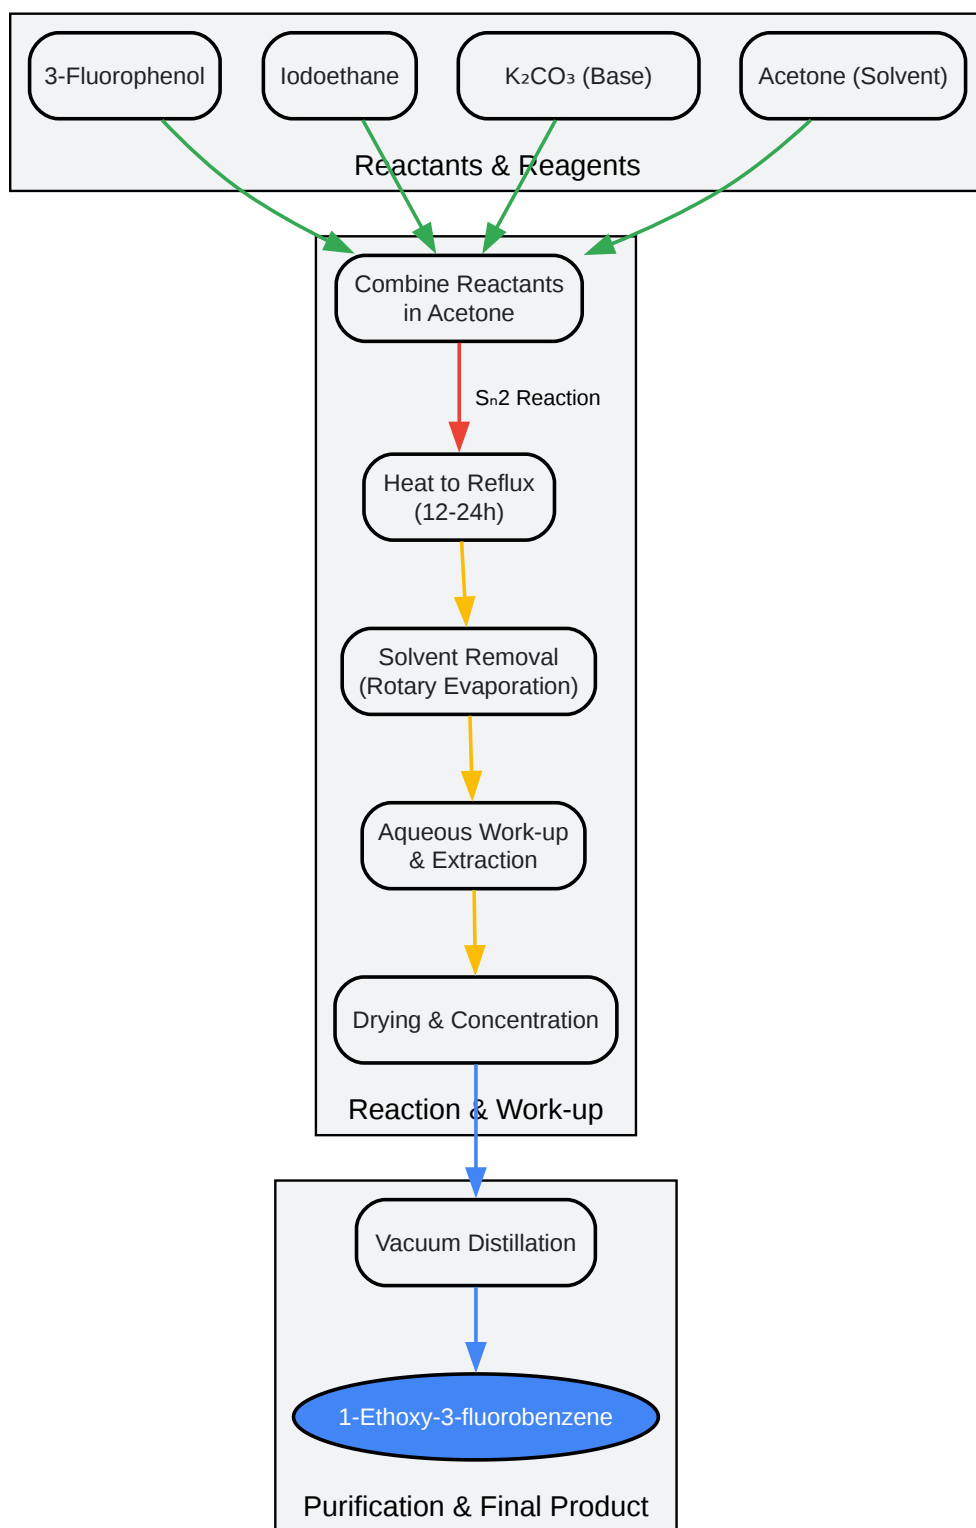 3-Fluorophenol
Iodoethane
K₂CO₃ (Base)
Acetone (Solvent)
Reactants & Reagents
Combine Reactants
in Acetone
Sₙ2 Reaction
Heat to Reflux
(12-24h)
Solvent Removal
(Rotary Evaporation)
Aqueous Work-up
& Extraction
Drying & Concentration
Reaction & Work-up
Vacuum Distillation
1-Ethoxy-3-fluorobenzene
Purification & Final Product